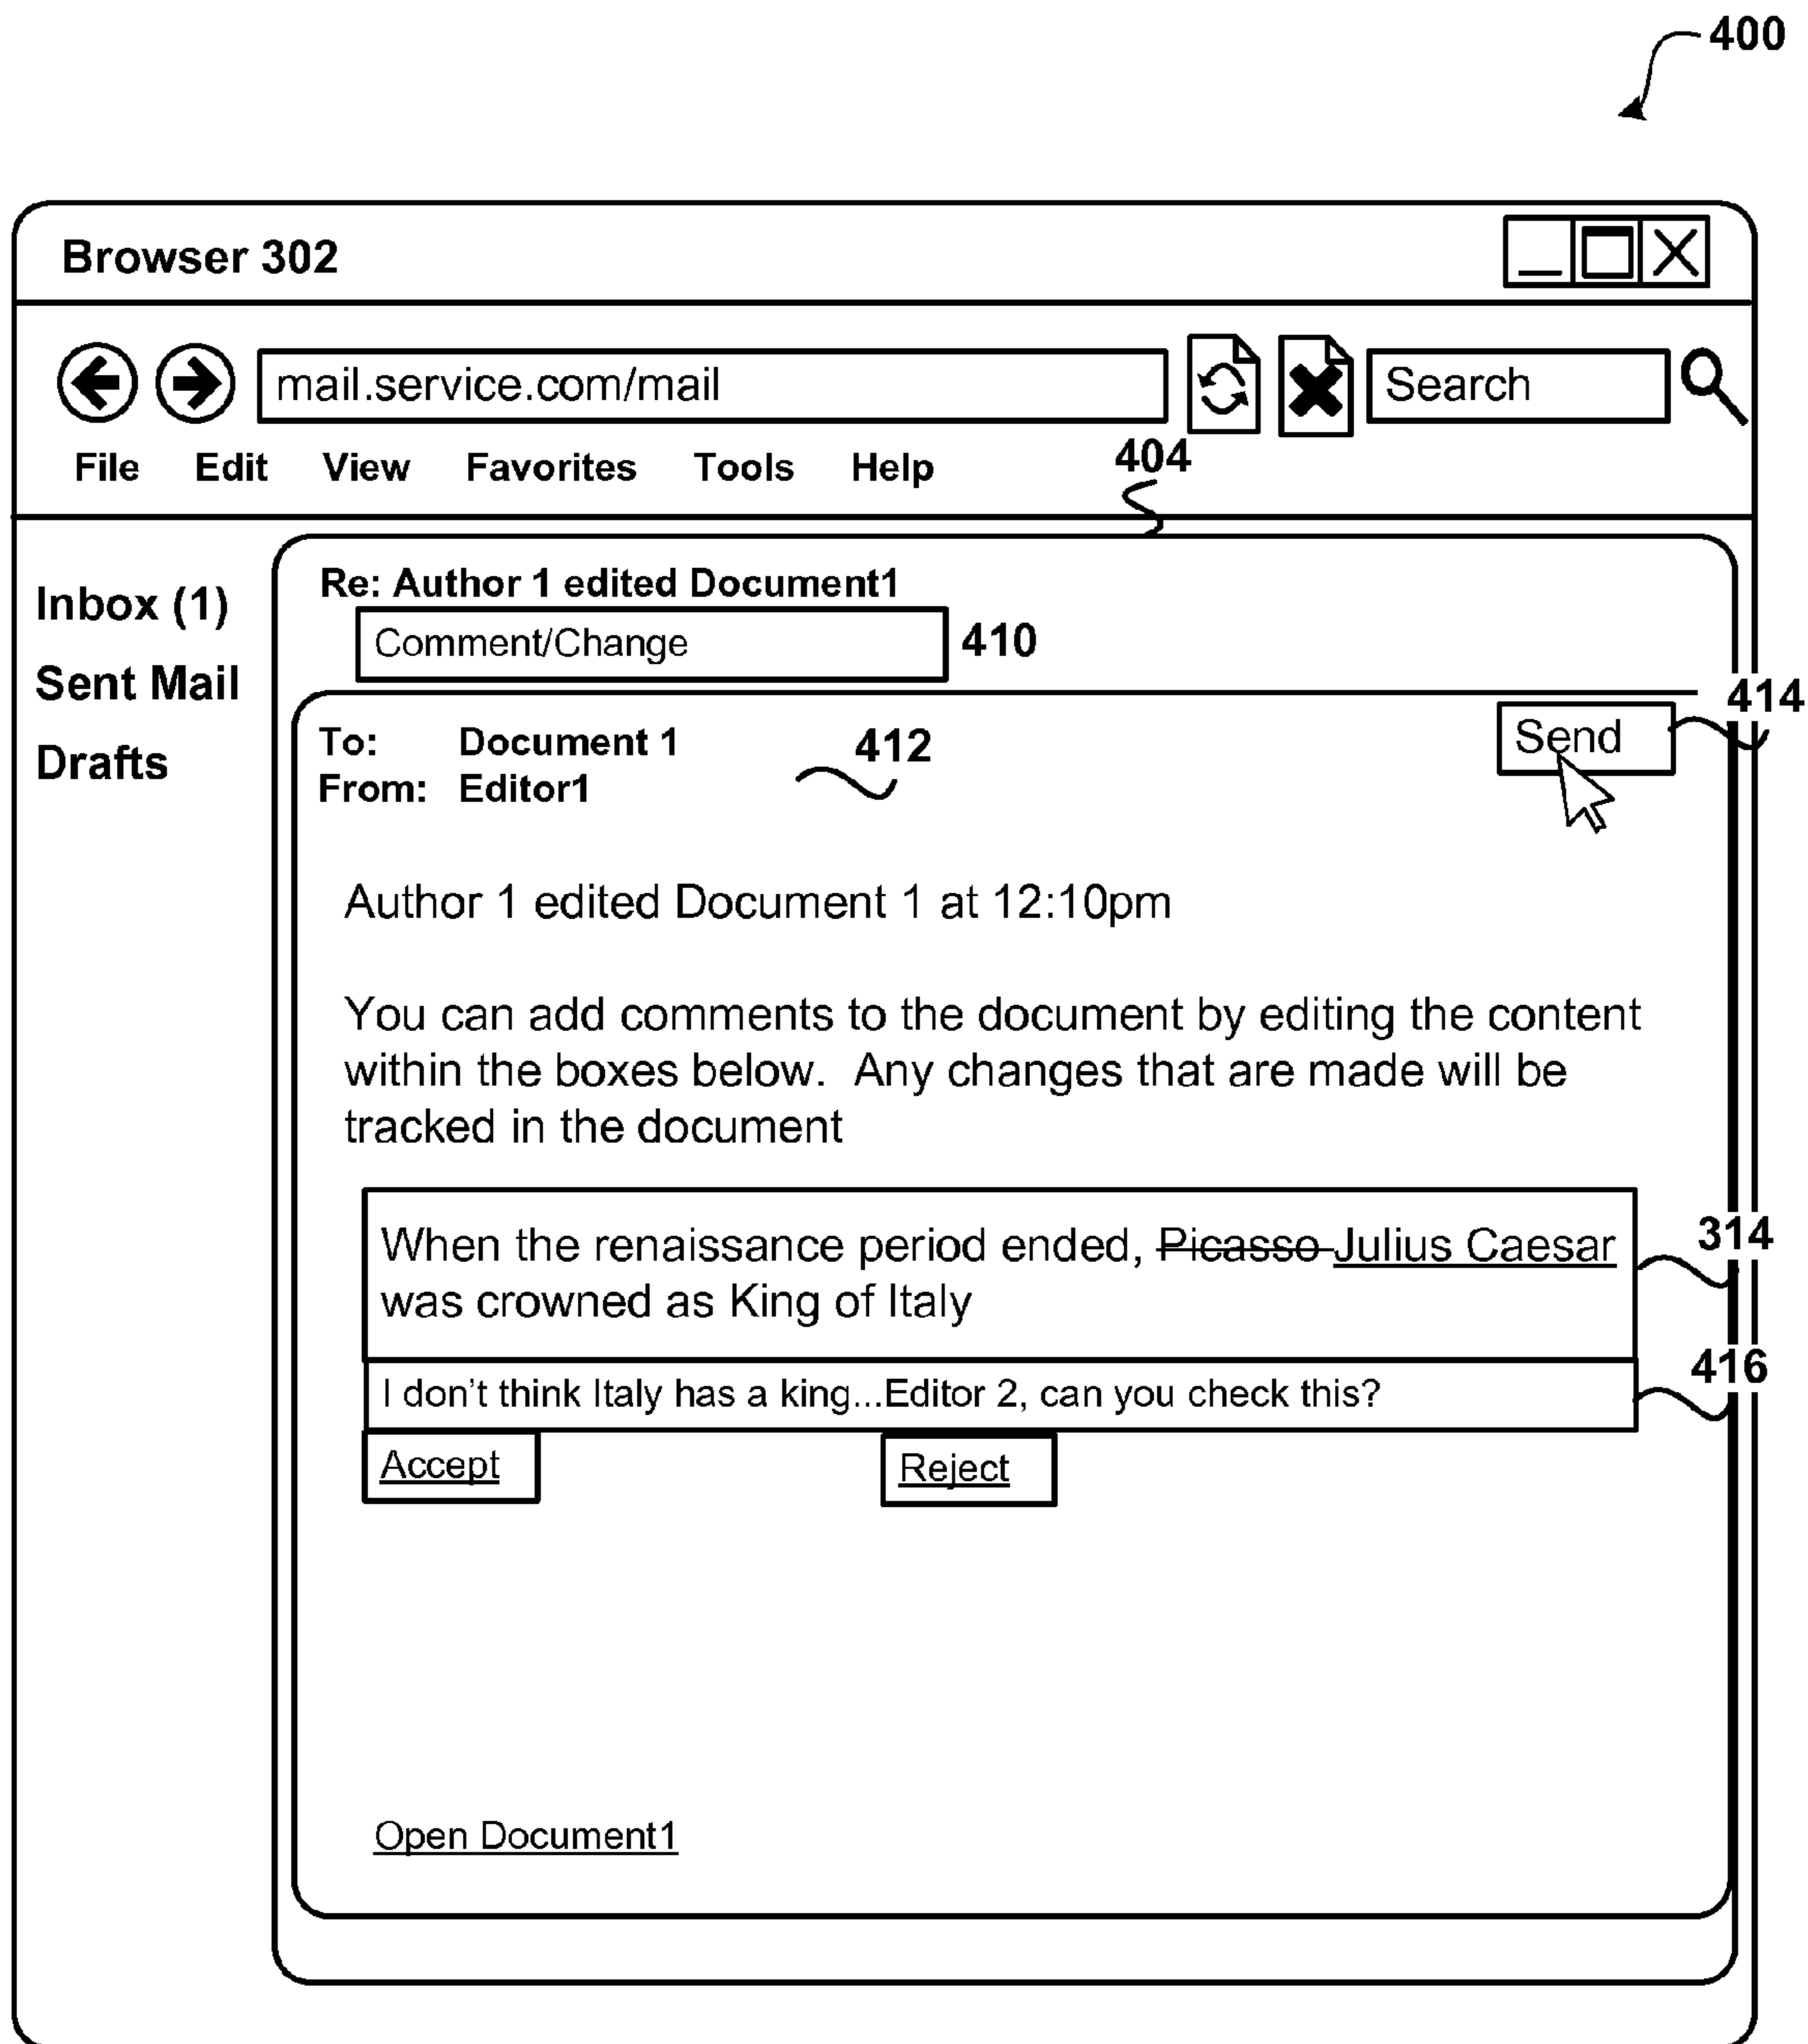 400
Browser 302
mail.service.com/mail
Search
File Edit View Favorites Tools Help
404
Inbox (1)
Sent Mail
Drafts
Re: Author 1 edited Document1
Comment/Change 410
To: Document 1
From: Editor1
412
Send
414
Author 1 edited Document 1 at 12:10pm
You can add comments to the document by editing the content
within the boxes below. Any changes that are made will be
tracked in the document
When the renaissance period ended, Picasso Julius Caesar
was crowned as King of Italy
314
I don't think Italy has a king...Editor 2, can you check this?
416
Accept Reject
Open Document1